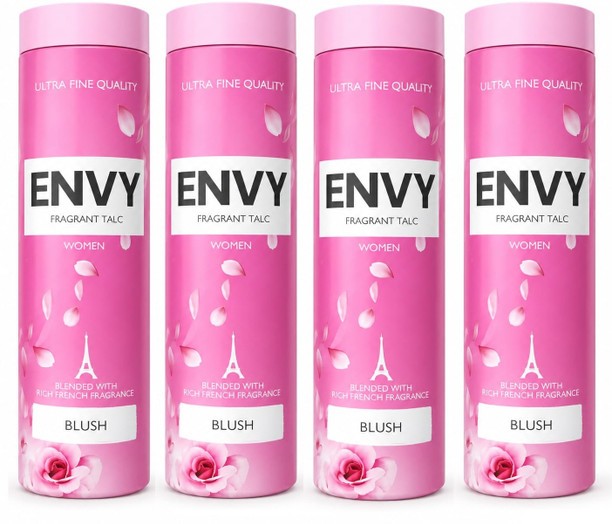 ULTRA FINE QUALITY
ENVY
FRAGRANT TALC
WOMEN
BLENDED WITH
RICH FRENCH FRAGRANCE
BLUSH
ULTRA FINE QUALITY
ENVY
FRAGRANT TALC
WOMEN
BLENDED WITH
RICH FRENCH FRAGRANCE
BLUSH
ULTRA FINE QUALITY
ENVY
FRAGRANT TALC
WOMEN
BLENDED WITH
RICH FRENCH FRAGRANCE
BLUSH
ULTRA FINE QUALITY
ENVY
FRAGRANT TALC
WOMEN
BLENDED WITH
RICH FRENCH FRAGRANCE
BLUSH